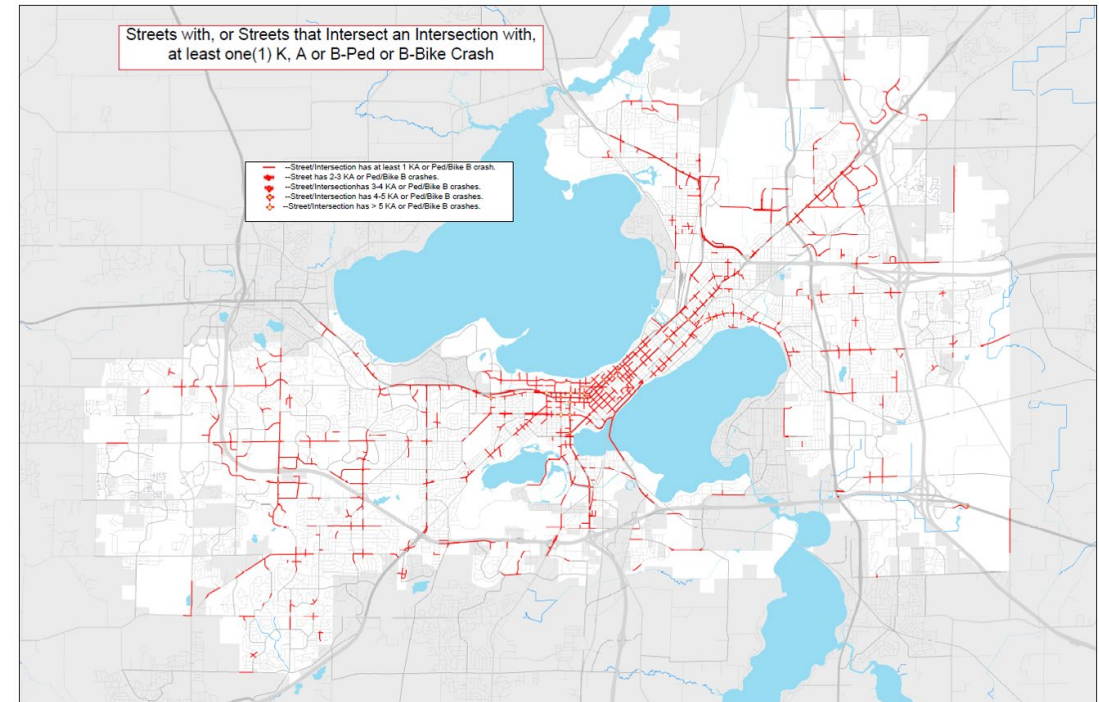 Streets with, or Streets that Intersect an Intersection with,
at least one(1) K, A or B-Ped or B-Bike Crash
--Street/Intersection has at least 1 KA or Ped/Bike B crash.
--Street has 2-3 KA or Ped/Bike B crashes.
--Street/Intersectionhas 3-4 KA or Ped/Bike B crashes.
--Street/Intersection has 4-5 KA or Ped/Bike B crashes.
--Street/Intersection has > 5 KA or Ped/Bike B crashes.